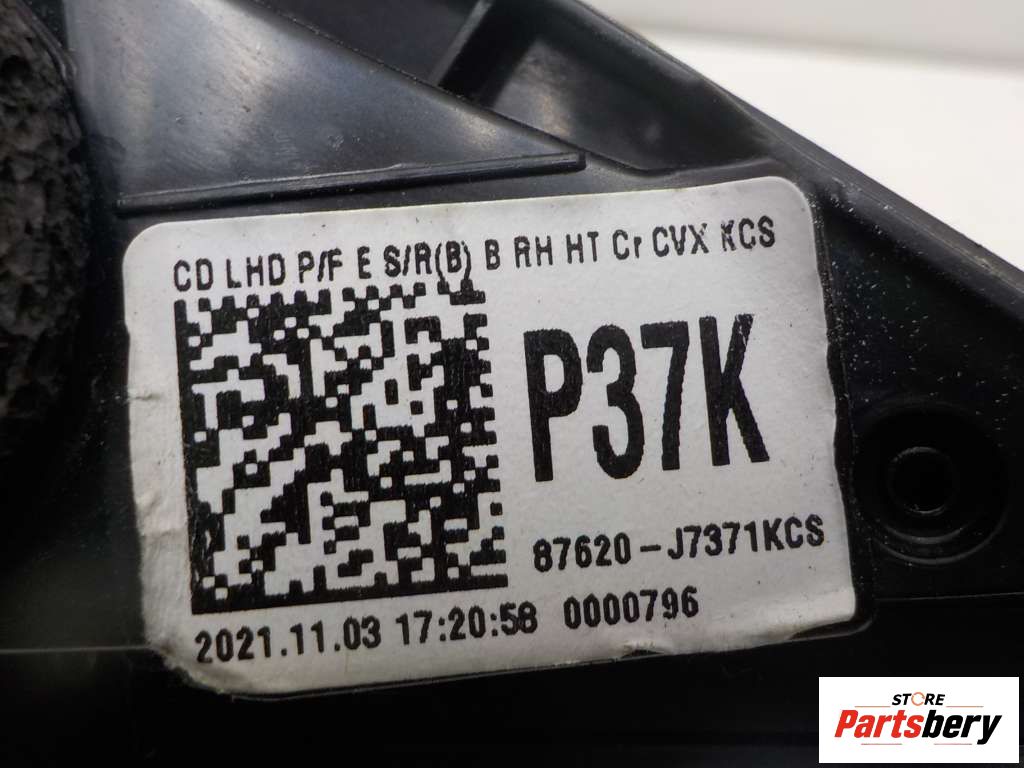 CD LHD P/F E S/R(B) B RH HT Cr CVX KCS
P37K
87620-J7371KCS
2021.11.03 17:20:58 0000796
STORE
Partsbery